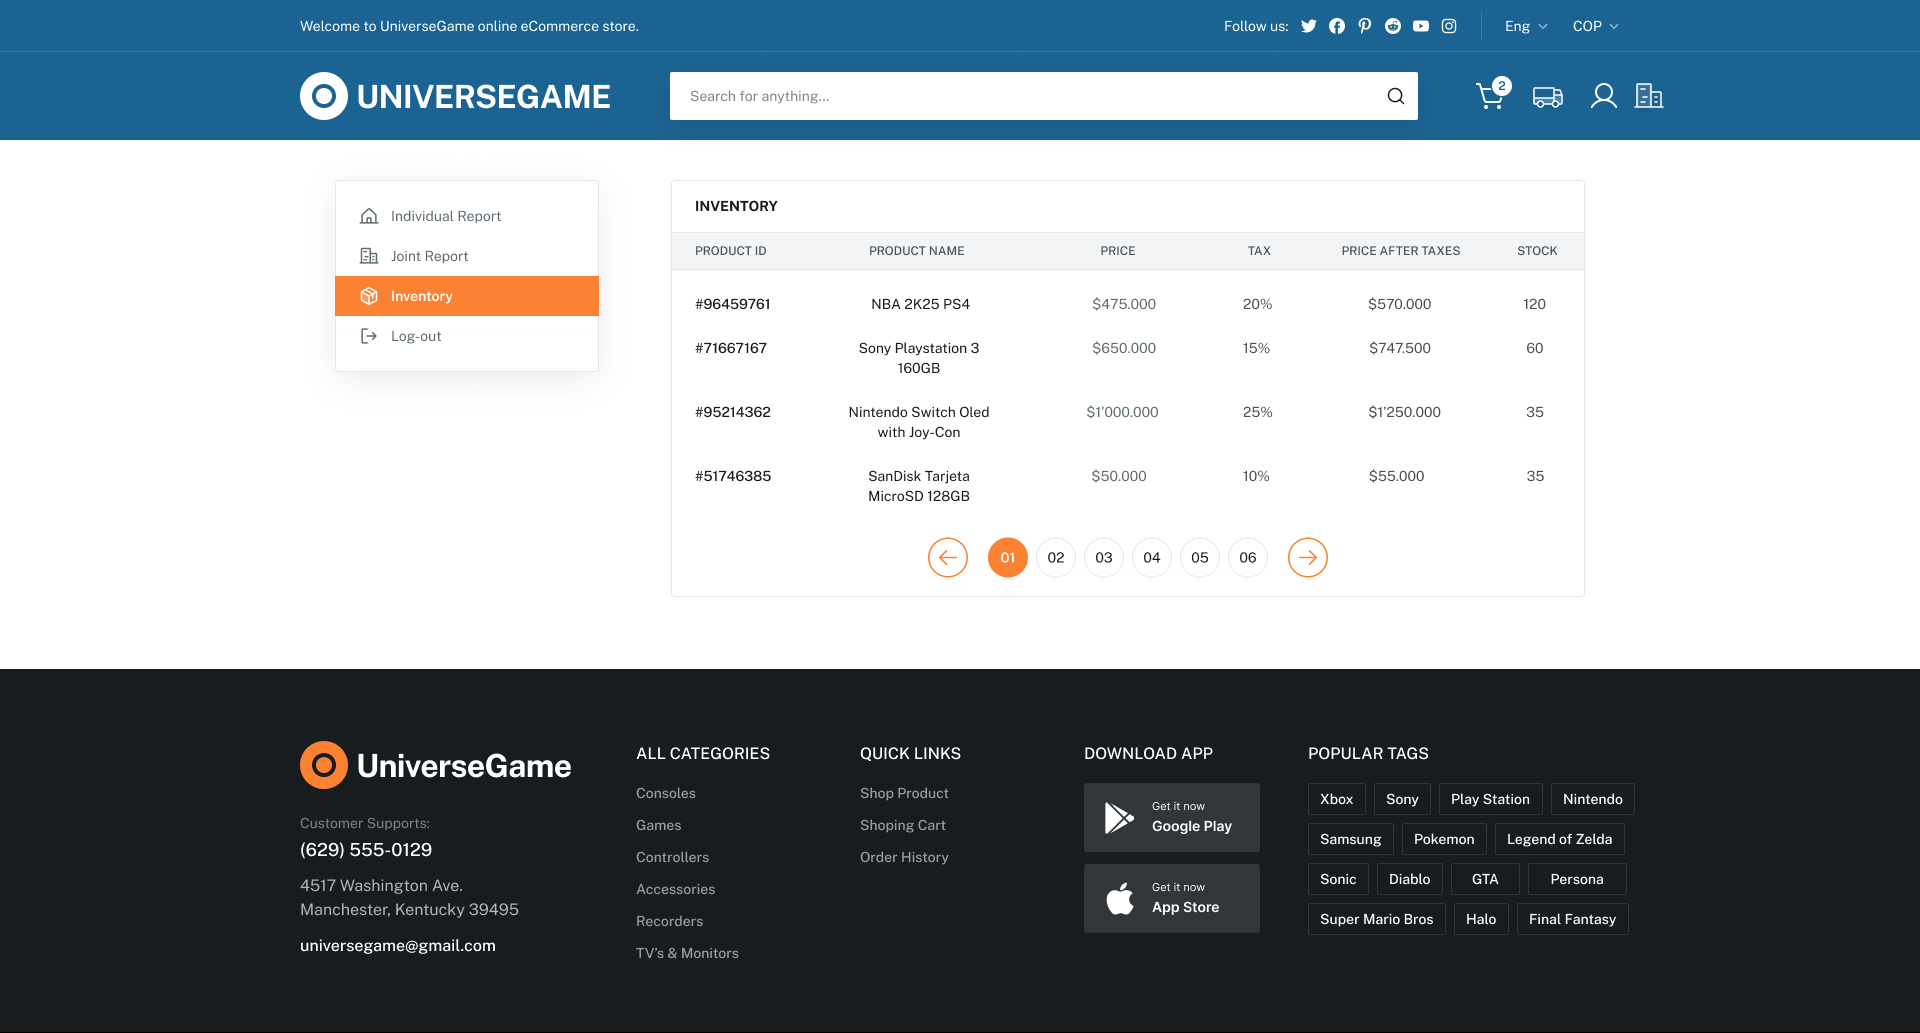 Welcome to UniverseGame online eCommerce store.
Follow us:
Eng
COP
UNIVERSEGAME
Search for anything...
2
Individual Report
Joint Report
Inventory
Log-out
INVENTORY
PRODUCT ID PRODUCT NAME PRICE TAX PRICE AFTER TAXES STOCK
#96459761 NBA 2K25 PS4 $475.000 20% $570.000 120
#71667167 Sony Playstation 3 $650.000 15% $747.500 60
160GB
#95214362 Nintendo Switch Oled $1'000.000 25% $1'250.000 35
with Joy-Con
#51746385 SanDisk Tarjeta $50.000 10% $55.000 35
MicroSD 128GB
01 02 03 04 05 06
UniverseGame
Customer Supports:
(629) 555-0129
4517 Washington Ave.
Manchester, Kentucky 39495
universegame@gmail.com
ALL CATEGORIES
Consoles
Games
Controllers
Accessories
Recorders
TV's & Monitors
QUICK LINKS
Shop Product
Shoping Cart
Order History
DOWNLOAD APP
Get it now
Google Play
Get it now
App Store
POPULAR TAGS
Xbox Sony Play Station Nintendo
Samsung Pokemon Legend of Zelda
Sonic Diablo GTA Persona
Super Mario Bros Halo Final Fantasy